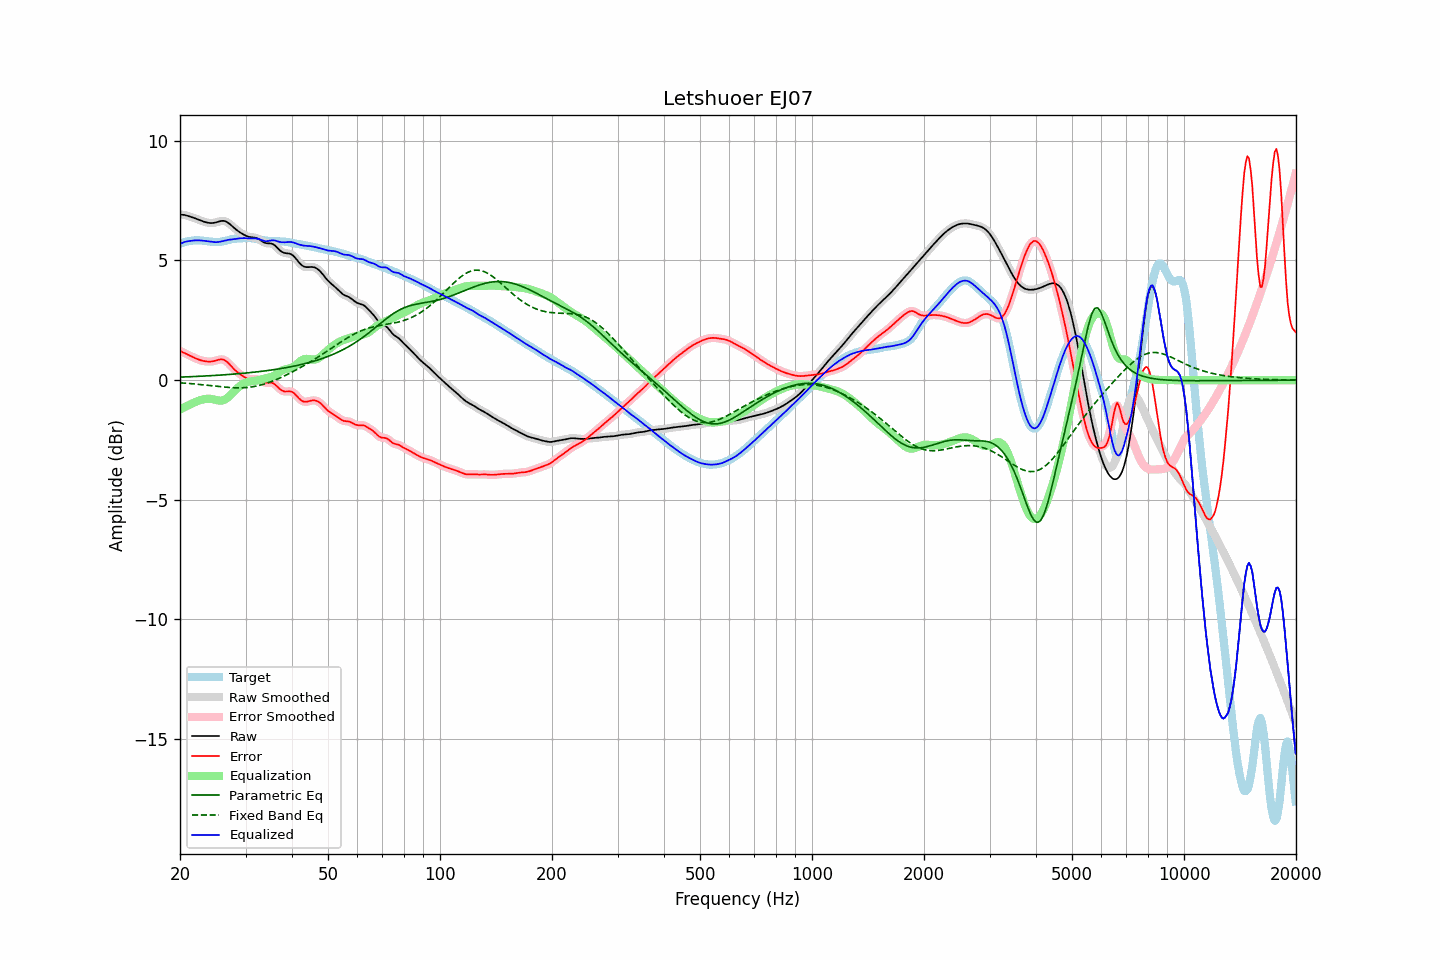 Letshuoer EJ07
Amplitude (dBr)
10
5
0
−5
−10
−15
Target
Raw Smoothed
Error Smoothed
Raw
Error
Equalization
Parametric Eq
Fixed Band Eq
Equalized
20 50 100 200 500 1000 2000 5000 10000 20000
Frequency (Hz)